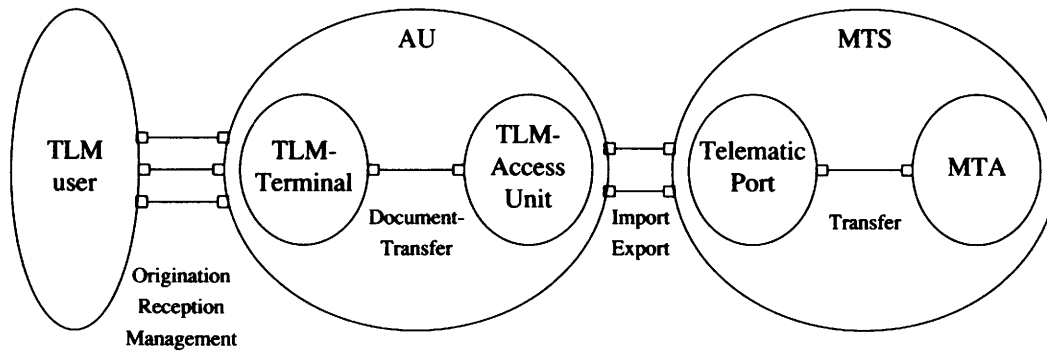 AU
MTS
TLM
user
TLM-
Terminal
TLM-
Access
Unit
Telematic
Port
MTA
Document-
Transfer
Import
Export
Transfer
Origination
Reception
Management